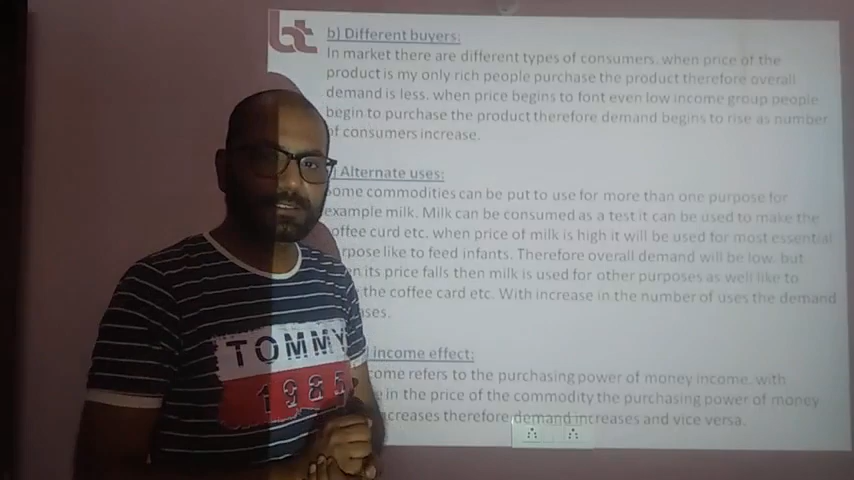 bt
b) Different buyers:
In market there are different types of consumers. when price of the
product is my only rich people purchase the product therefore overall
demand is less. when price begins to font even low income group people
begin to purchase the product therefore demand begins to rise as number
of consumers increase.
Alternate uses:
Some commodities can be put to use for more than one purpose for
example milk. Milk can be consumed as a test it can be used to make the
coffee curd etc. when price of milk is high it will be used for most essential
like to feed infants. Therefore overall demand will be low. but
its price falls then milk is used for other purposes as well like to
the coffee card etc. With increase in the number of uses the demand
income effect:
refers to the purchasing power of money income. with
in the price of the commodity the purchasing power of money
therefore demand increases and vice versa.
TOMMY
1985